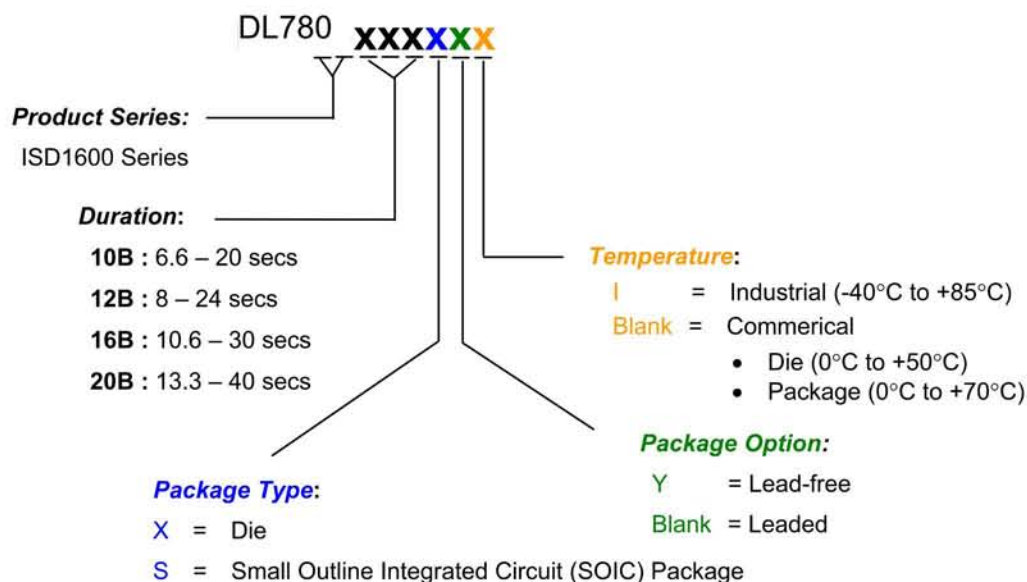 DL780 XXXXXX
Product Series:
ISD1600 Series
Duration:
10B : 6.6 – 20 secs
12B : 8 – 24 secs
16B : 10.6 – 30 secs
20B : 13.3 – 40 secs
Temperature:
I = Industrial (-40°C to +85°C)
Blank = Commerical
• Die (0°C to +50°C)
• Package (0°C to +70°C)
Package Option:
Y = Lead-free
Blank = Leaded
Package Type:
X = Die
S = Small Outline Integrated Circuit (SOIC) Package